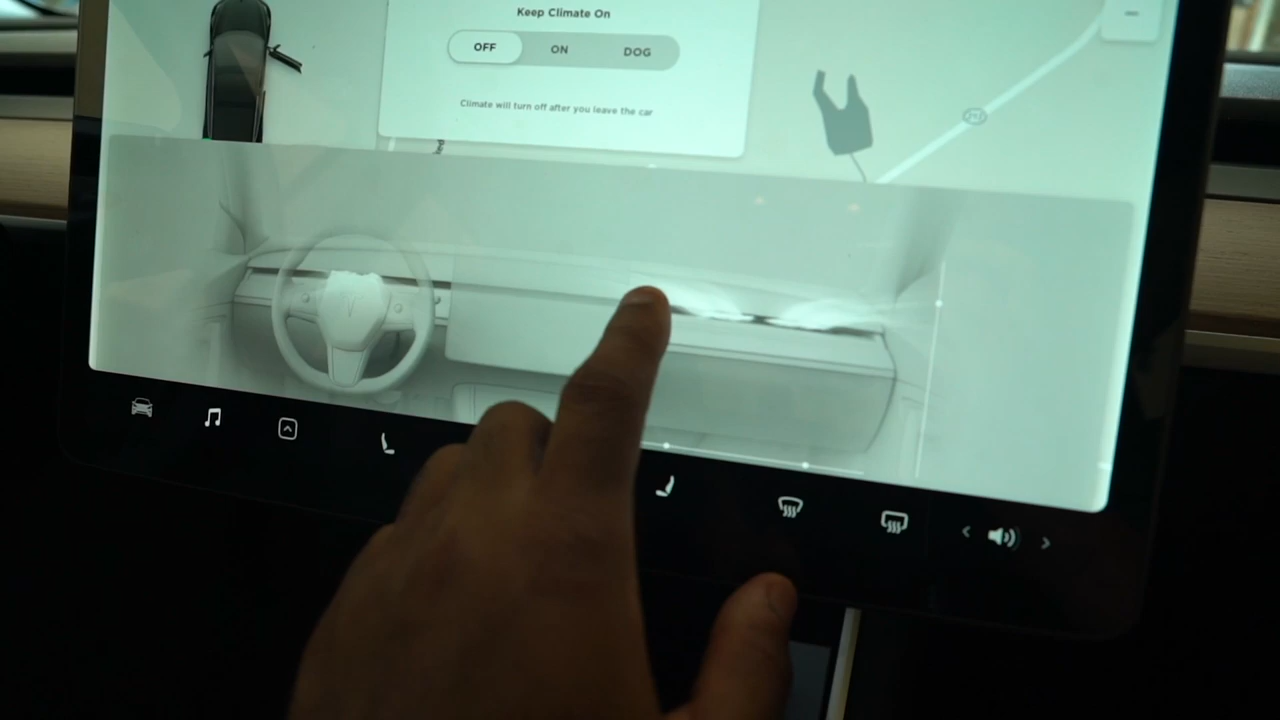 Keep Climate On
OFF ON DOG
Climate will turn off after you leave the car